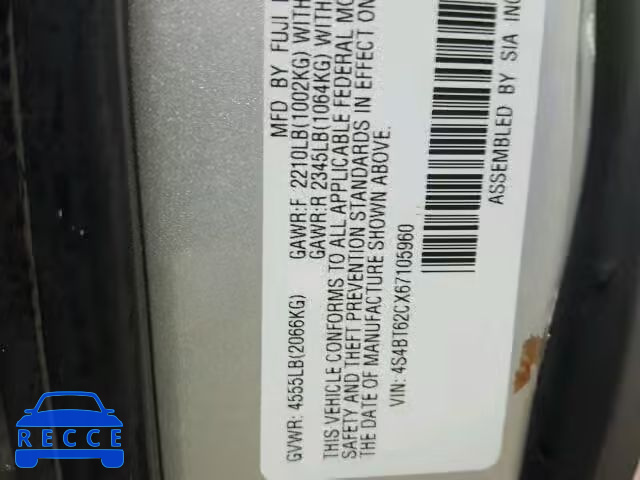 MFD BY FUJI
GVWR: 4555LB(2066KG) GAWR:F 2210LB(1002KG) WITH
GAWR:R 2345LB(1064KG) WITH
THIS VEHICLE CONFORMS TO ALL APPLICABLE FEDERAL MO
SAFETY AND THEFT PREVENTION STANDARDS IN EFFECT ON
THE DATE OF MANUFACTURE SHOWN ABOVE.
VIN: 4S4BT62CX67105960
ASSEMBLED BY SIA INC
RECCE